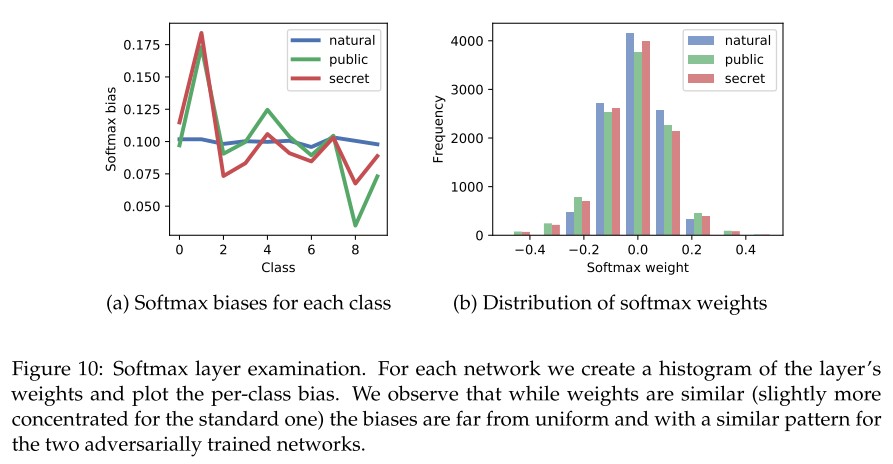 natural
public
secret
0.175
0.150
0.125
0.100
0.075
0.050
Softmax bias
0 2 4 6 8
Class
natural
public
secret
4000
3000
2000
1000
0
Frequency
−0.4 −0.2 0.0 0.2 0.4
Softmax weight
(a) Softmax biases for each class
(b) Distribution of softmax weights
Figure 10: Softmax layer examination. For each network we create a histogram of the layer’s
weights and plot the per-class bias. We observe that while weights are similar (slightly more
concentrated for the standard one) the biases are far from uniform and with a similar pattern for
the two adversarially trained networks.